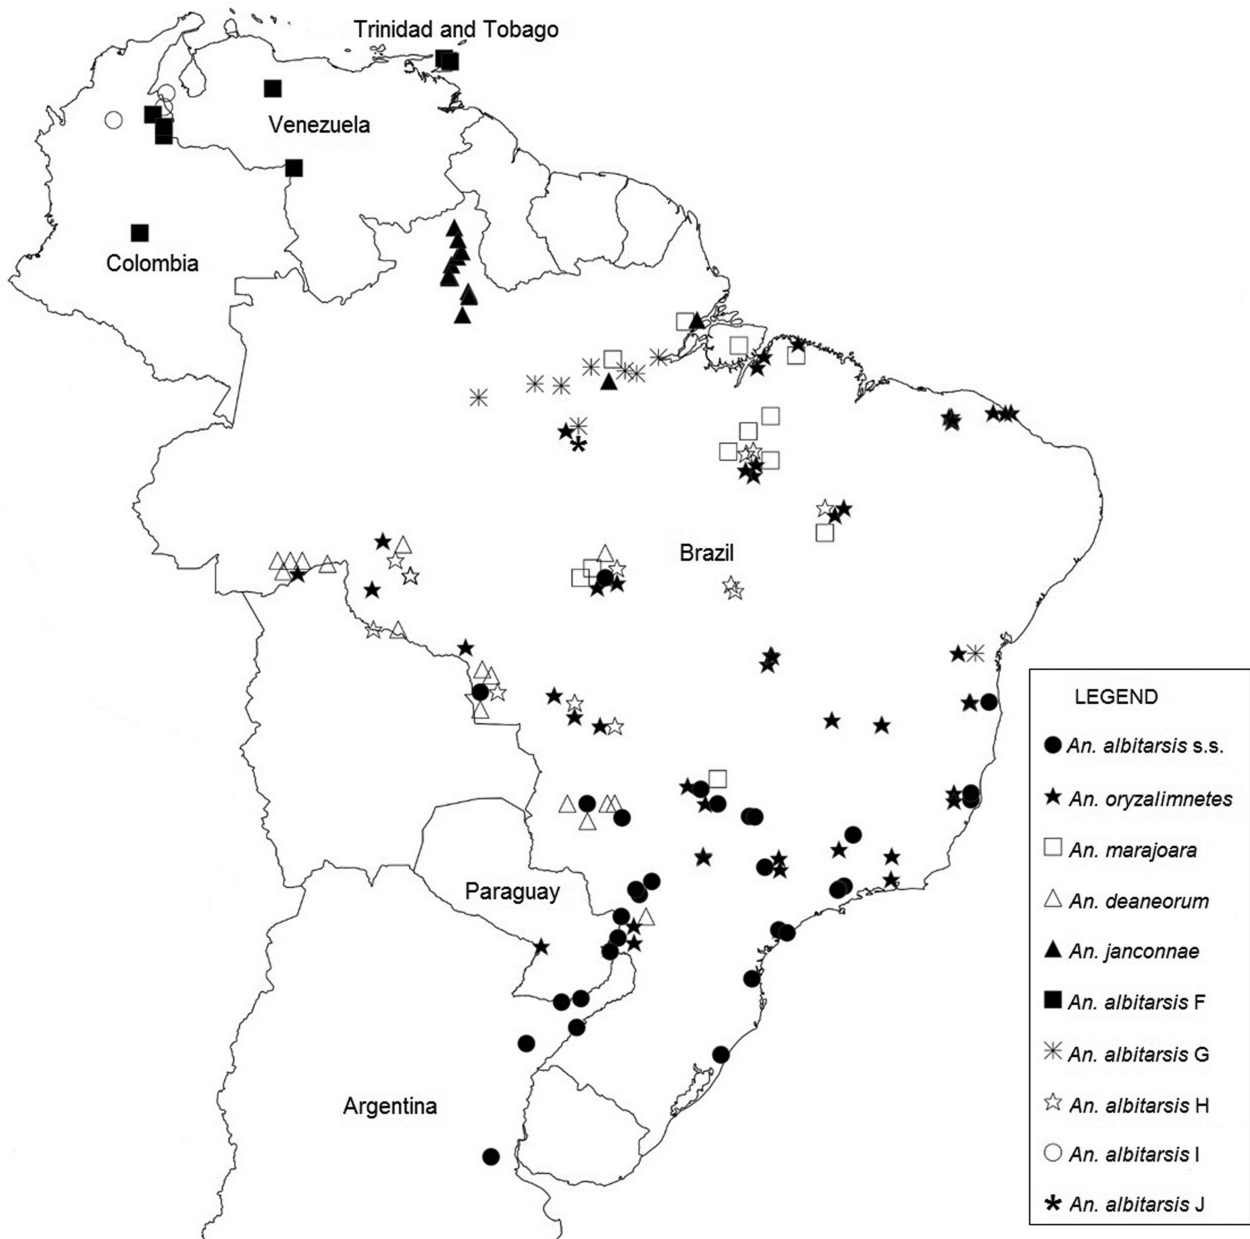 Trinidad and Tobago
Venezuela
Colombia
Brazil
Paraguay
Argentina
LEGEND
An. albitarsis s.s.
An. oryzalimnetes
An. marajoara
An. deaneorum
An. janconnae
An. albitarsis F
An. albitarsis G
An. albitarsis H
An. albitarsis I
An. albitarsis J